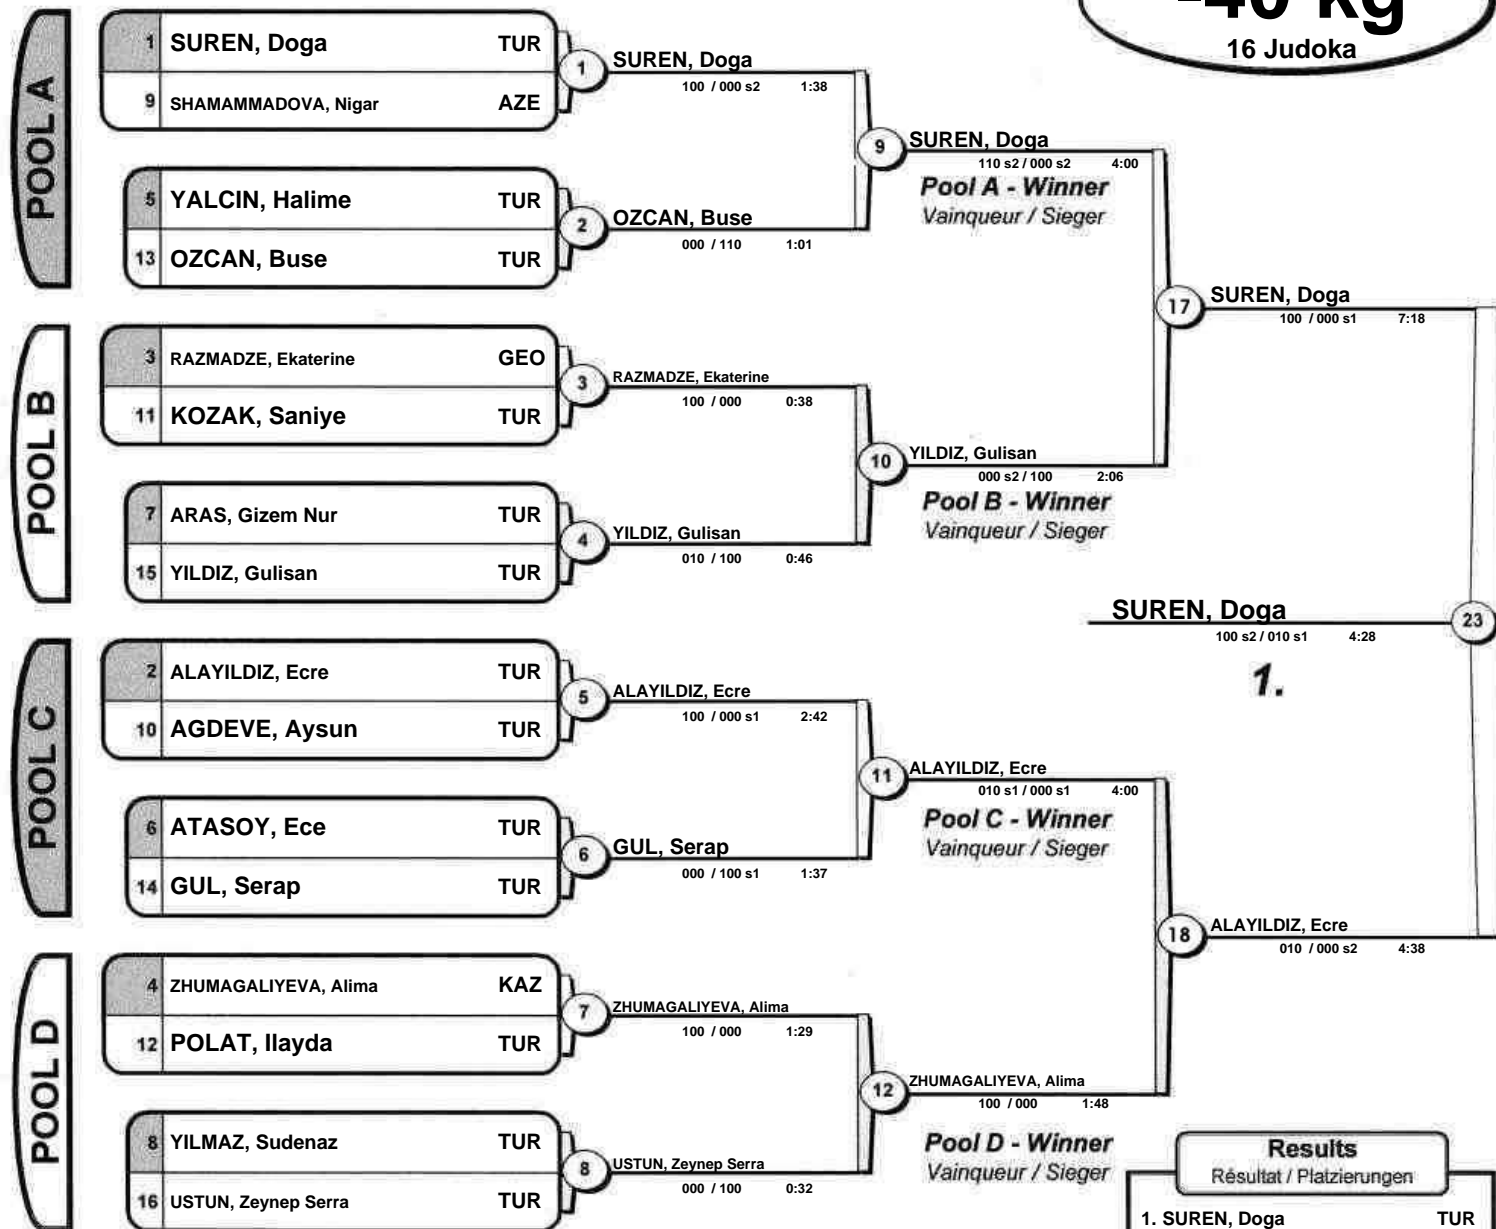 -40 kg
16 Judoka
POOL A
1 SUREN, Doga TUR
9 SHAMAMMADOVA, Nigar AZE
1
SUREN, Doga
100 / 000 s2 1:38
5 YALCIN, Halime TUR
13 OZCAN, Buse TUR
2
OZCAN, Buse
000 / 110 1:01
9
SUREN, Doga
110 s2 / 000 s2 4:00
Pool A - Winner
Vainqueur / Sieger
POOL B
3 RAZMADZE, Ekaterine GEO
11 KOZAK, Saniye TUR
3
RAZMADZE, Ekaterine
100 / 000 0:38
7 ARAS, Gizem Nur TUR
15 YILDIZ, Gulisan TUR
4
YILDIZ, Gulisan
010 / 100 0:46
10
YILDIZ, Gulisan
000 s2 / 100 2:06
Pool B - Winner
Vainqueur / Sieger
17
SUREN, Doga
100 / 000 s1 7:18
SUREN, Doga
100 s2 / 010 s1 4:28
23
1.
POOL C
2 ALAYILDIZ, Ecre TUR
10 AGDEVE, Aysun TUR
5
ALAYILDIZ, Ecre
100 / 000 s1 2:42
6 ATASOY, Ece TUR
14 GUL, Serap TUR
6
GUL, Serap
000 / 100 s1 1:37
11
ALAYILDIZ, Ecre
010 s1 / 000 s1 4:00
Pool C - Winner
Vainqueur / Sieger
18
ALAYILDIZ, Ecre
010 / 000 s2 4:38
POOL D
4 ZHUMAGALIYEVA, Alima KAZ
12 POLAT, Ilayda TUR
7
ZHUMAGALIYEVA, Alima
100 / 000 1:29
8 YILMAZ, Sudenaz TUR
16 USTUN, Zeynep Serra TUR
8
USTUN, Zeynep Serra
000 / 100 0:32
12
ZHUMAGALIYEVA, Alima
100 / 000 1:48
Pool D - Winner
Vainqueur / Sieger
Results
Résultat / Platzierungen
1. SUREN, Doga TUR